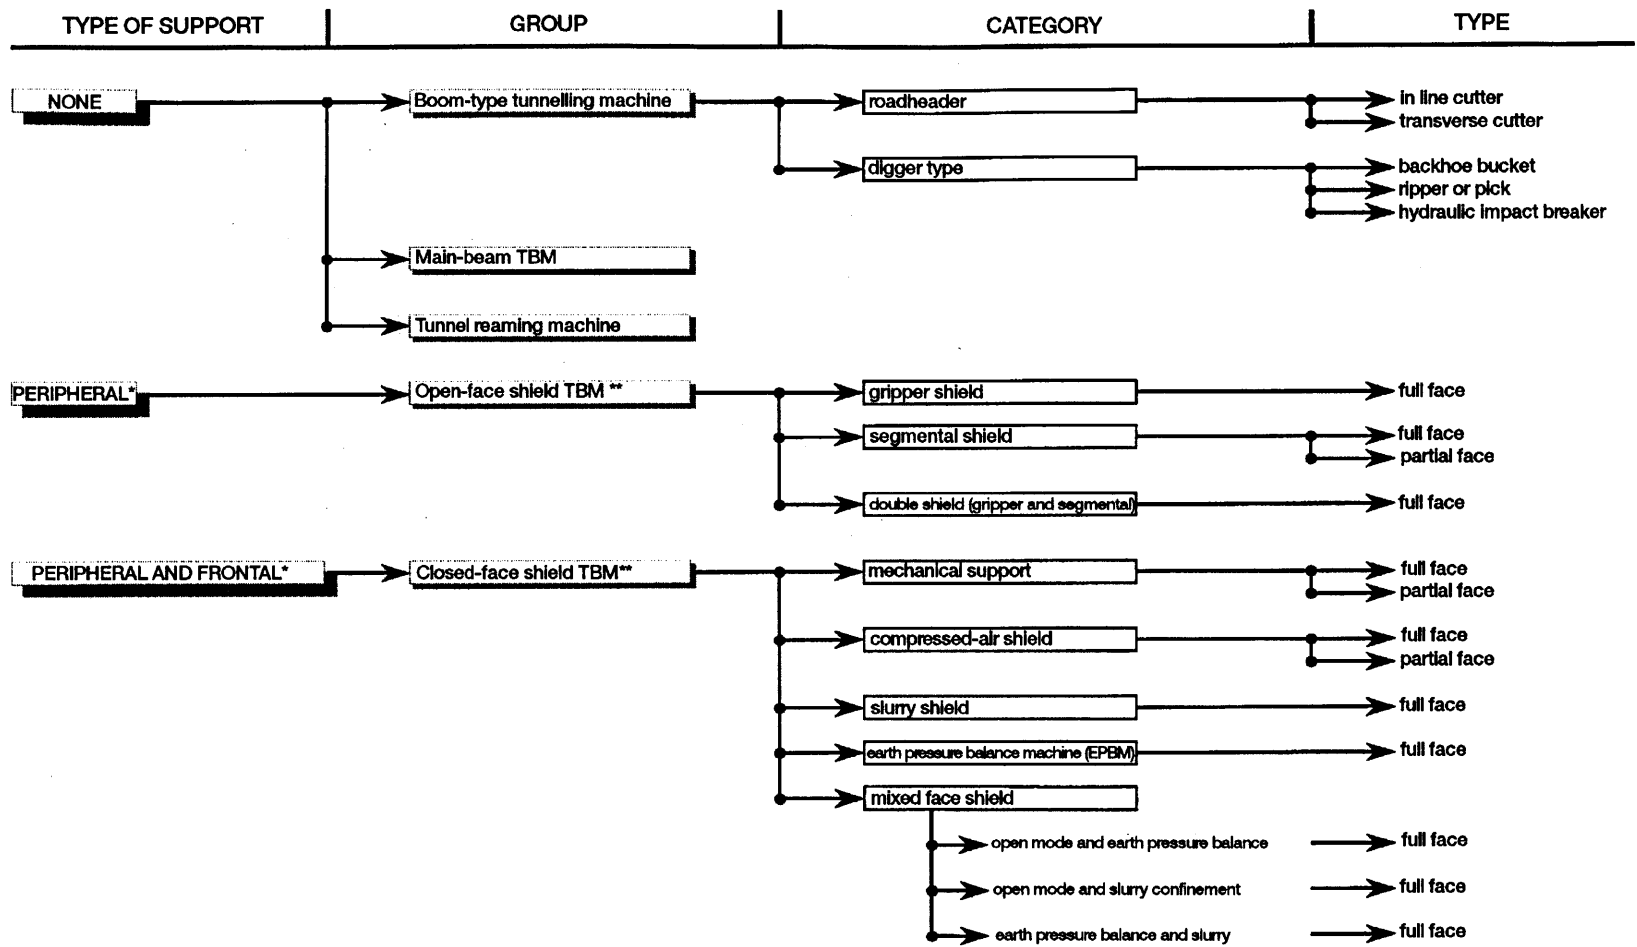 TYPE OF SUPPORT GROUP CATEGORY TYPE
NONE Boom-type tunnelling machine roadheader in line cutter
transverse cutter
digger type backhoe bucket
ripper or pick
hydraulic impact breaker
Main-beam TBM
Tunnel reaming machine
PERIPHERAL* Open-face shield TBM ** gripper shield full face
segmental shield full face
partial face
double shield (gripper and segmental) full face
PERIPHERAL AND FRONTAL* Closed-face shield TBM** mechanical support full face
partial face
compressed-air shield full face
partial face
slurry shield full face
earth pressure balance machine (EPBM) full face
mixed face shield
open mode and earth pressure balance full face
open mode and slurry confinement full face
earth pressure balance and slurry full face